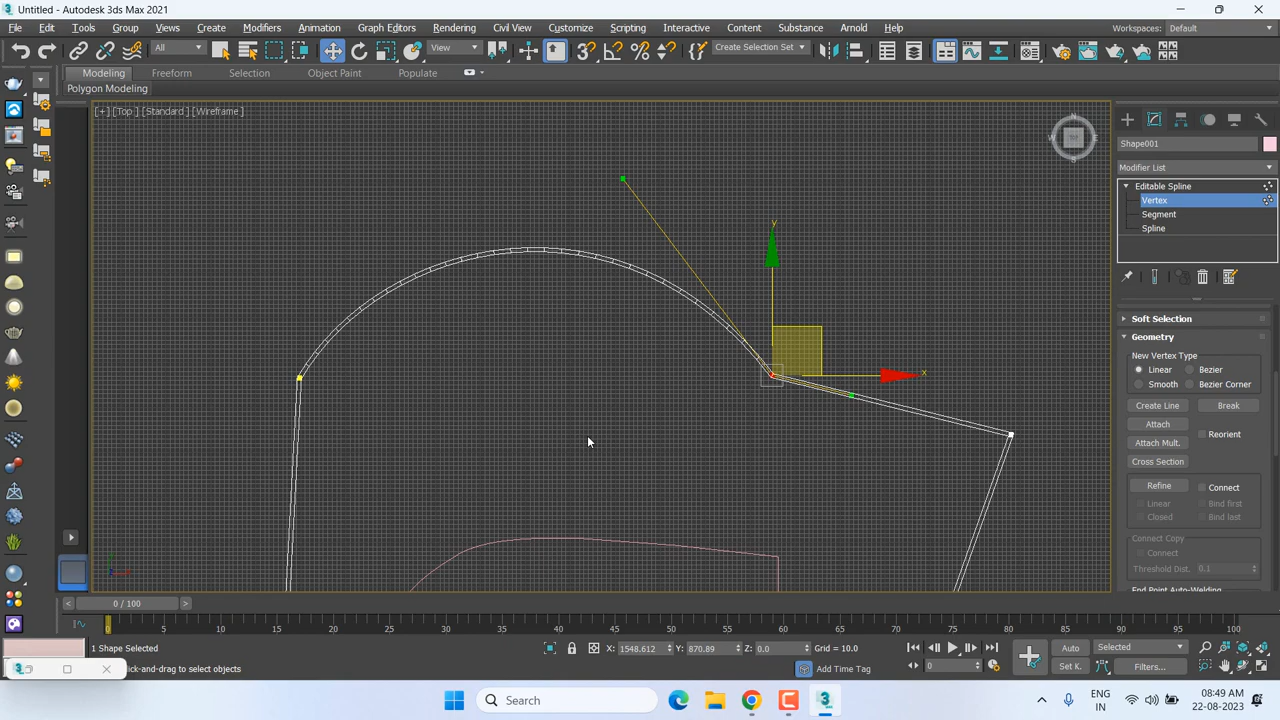 Untitled - Autodesk 3ds Max 2021
File Edit Tools Group Views Create Modifiers Animation Graph Editors Rendering Civil View Customize Scripting Interactive Content Substance Arnold Help Workspaces: Default
All View Create Selection Set
Modeling Freeform Selection Object Paint Populate
Polygon Modeling
[+] [Top ] [Standard ] [Wireframe ]
N
W E
S
y
x
Shape001
Modifier List
Editable Spline
Vertex
Segment
Spline
Soft Selection
Geometry
New Vertex Type
Linear Bezier
Smooth Bezier Corner
Create Line Break
Attach
Reorient
Attach Mult.
Cross Section
Refine Connect
Linear Bind first
Closed Bind last
Connect Copy
Connect
Threshold Dist. 0.1
End Point Auto-Welding
< 0 / 100 >
0 5 10 15 20 25 30 35 40 45 50 55 60 65 70 75 80 85 90 95 100
1 Shape Selected X: 1548.612 Y: 870.89 Z: 0.0 Grid = 10.0 Auto Selected
click-and-drag to select objects Add Time Tag 0 Set K. Filters...
Search
ENG
IN
08:49 AM
22-08-2023